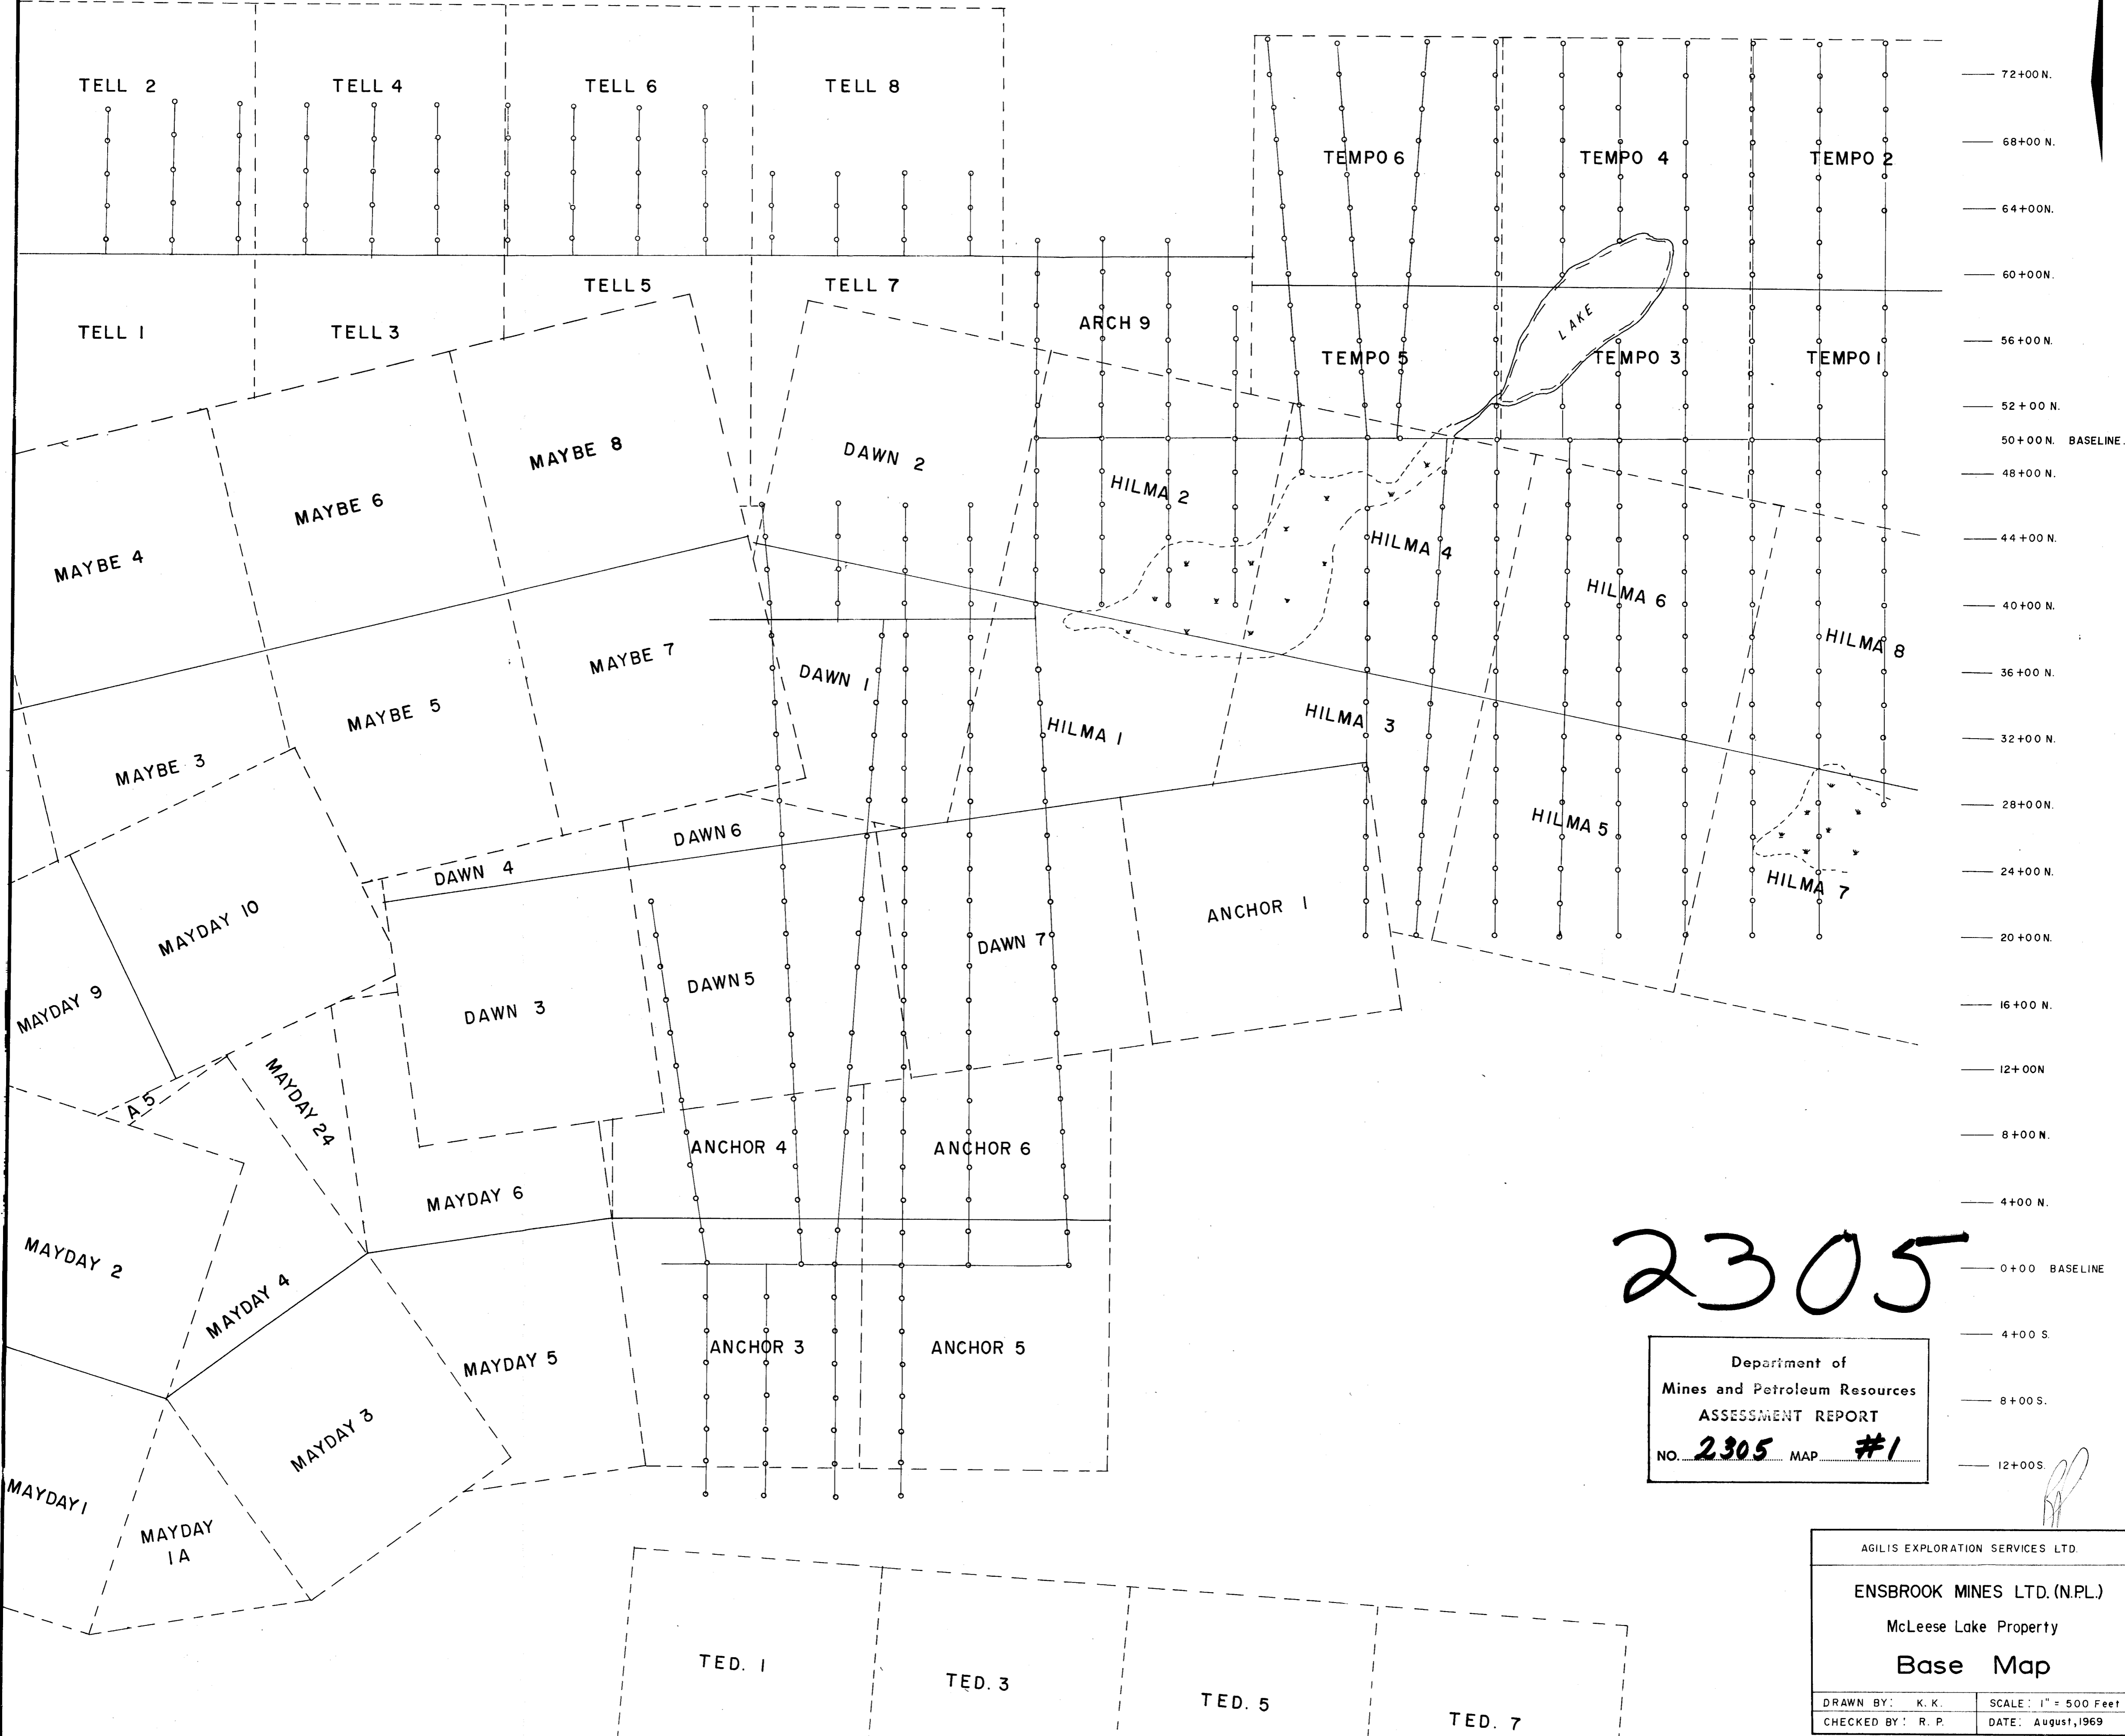 TELL 2
TELL 4
TELL 6
TELL 8
TEMPO 6
TEMPO 4
TEMPO 2
72+00 N.
68+00 N.
64+00N.
60+00N.
56+00 N.
52+00 N.
50+00N. BASELINE.
48+00 N.
44+00N.
40+00 N.
36+00 N.
32+00 N.
28+00N.
24+00N.
20+00N.
16+00 N.
12+00N
8+00 N.
4+00 N.
0+00 BASELINE
4+00 S.
8+00S.
12+00S.
TELL 1
TELL 3
TELL 5
TELL 7
ARCH 9
LAKE
TEMPO 5
TEMPO 3
TEMPO 1
MAYBE 4
MAYBE 6
MAYBE 8
DAWN 2
HILMA 2
HILMA 4
HILMA 6
HILMA 8
MAYBE 3
MAYBE 5
MAYBE 7
DAWN 1
HILMA 1
HILMA 3
HILMA 5
HILMA 7
DAWN 4
DAWN 6
MAYDAY 10
MAYDAY 9
DAWN 3
DAWN 5
DAWN 7
ANCHOR 1
A 5
MAYDAY 24
MAYDAY 6
ANCHOR 4
ANCHOR 6
MAYDAY 2
MAYDAY 4
MAYDAY 5
ANCHOR 3
ANCHOR 5
MAYDAY 3
MAYDAY 1
MAYDAY
1A
TED. 1
TED. 3
TED. 5
TED. 7
2305
Department of
Mines and Petroleum Resources
ASSESSMENT REPORT
NO. 2305 MAP #1
AGILIS EXPLORATION SERVICES LTD.
ENSBROOK MINES LTD. (N.P.L.)
McLeese Lake Property
Base Map
DRAWN BY: K. K. SCALE: 1" = 500 Feet
CHECKED BY: R. P. DATE: August, 1969